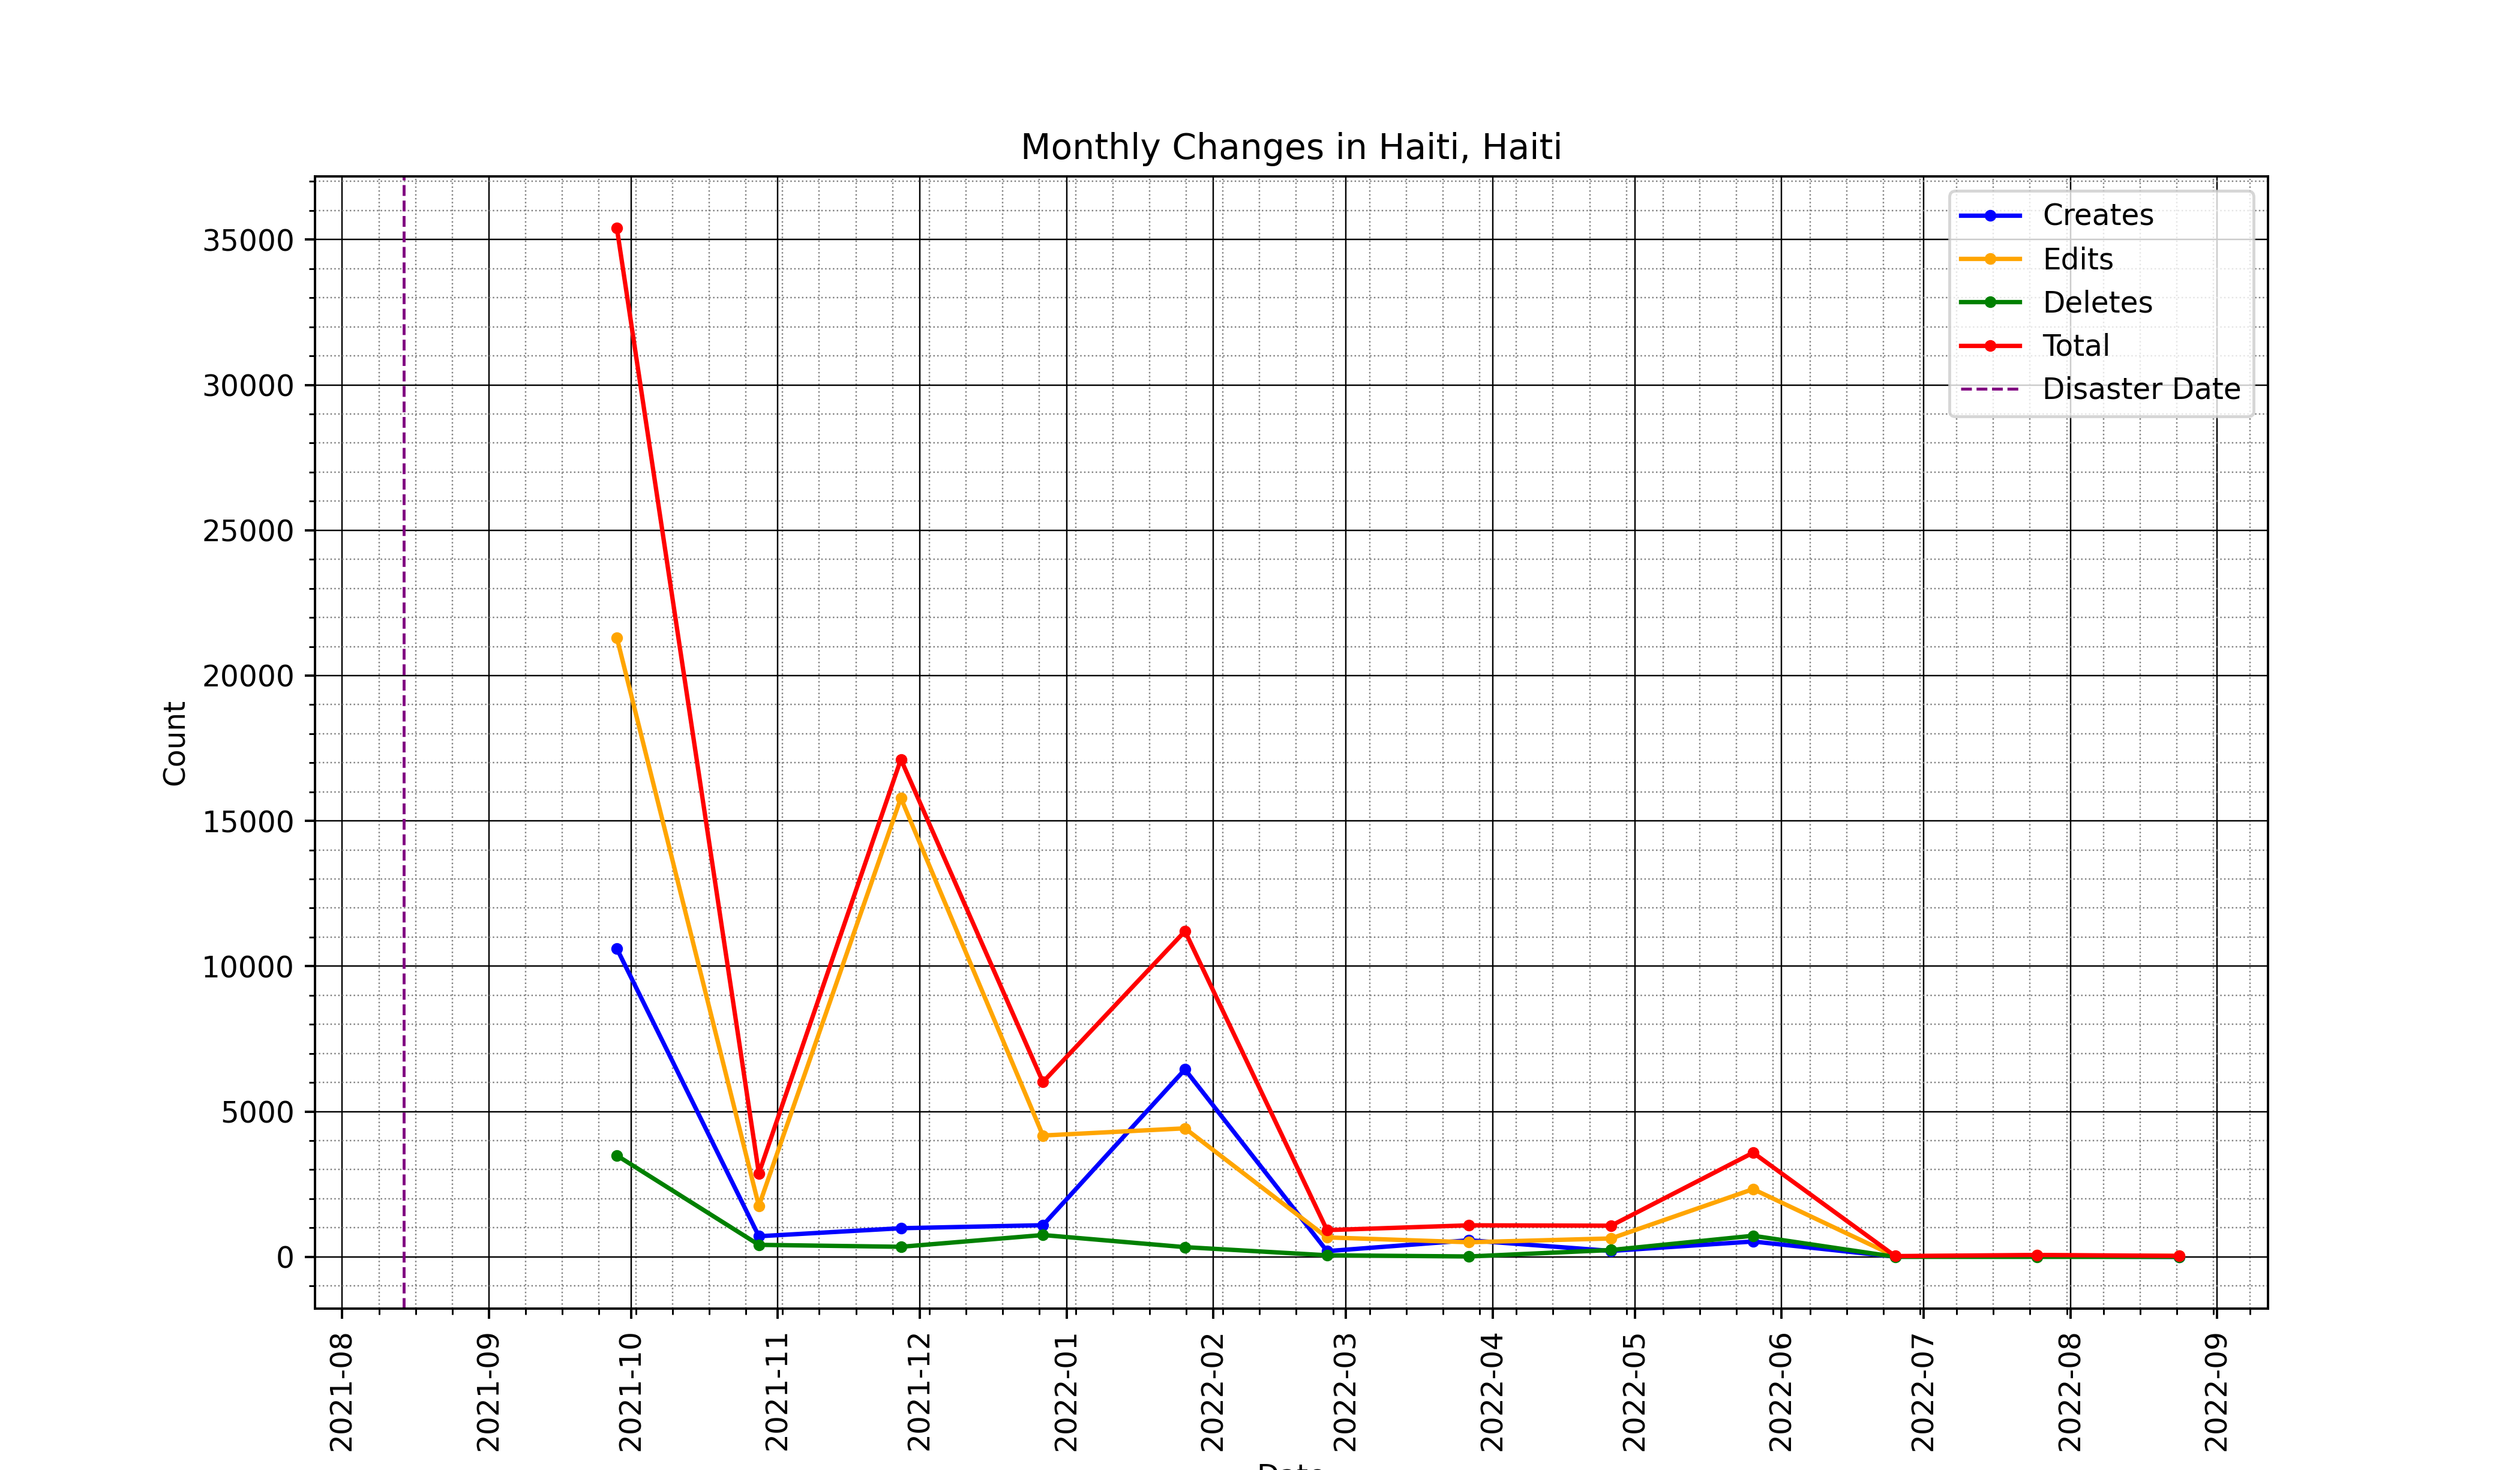 Monthly Changes in Haiti, Haiti
Creates
Edits
Deletes
Total
Disaster Date
Count
35000
30000
25000
20000
15000
10000
5000
0
2021-08
2021-09
2021-10
2021-11
2021-12
2022-01
2022-02
2022-03
2022-04
2022-05
2022-06
2022-07
2022-08
2022-09
Date